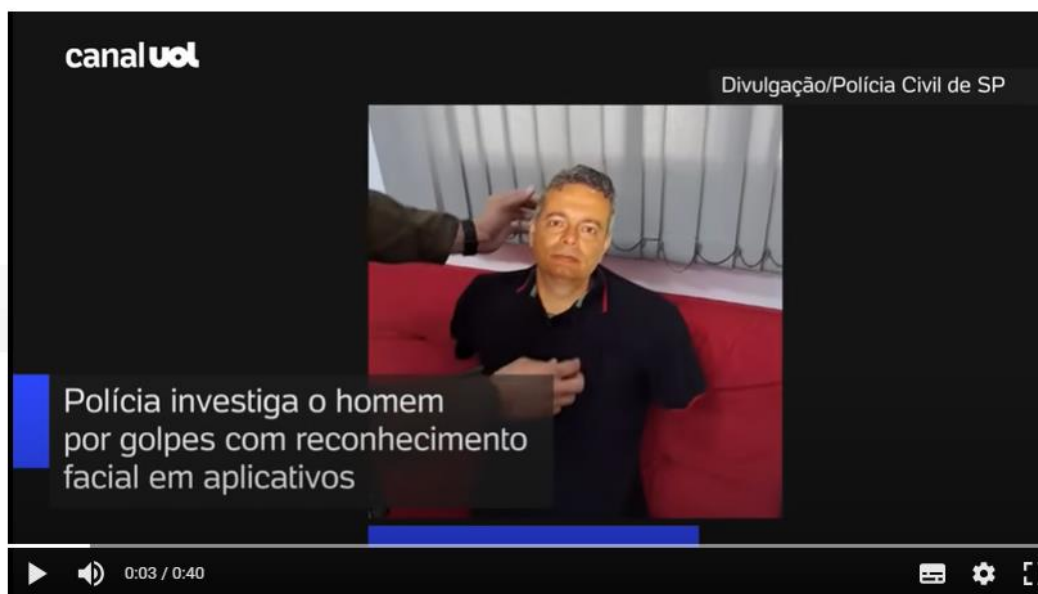 canal uol
Divulgação/Polícia Civil de SP
Polícia investiga o homem
por golpes com reconhecimento
facial em aplicativos
0:03 / 0:40